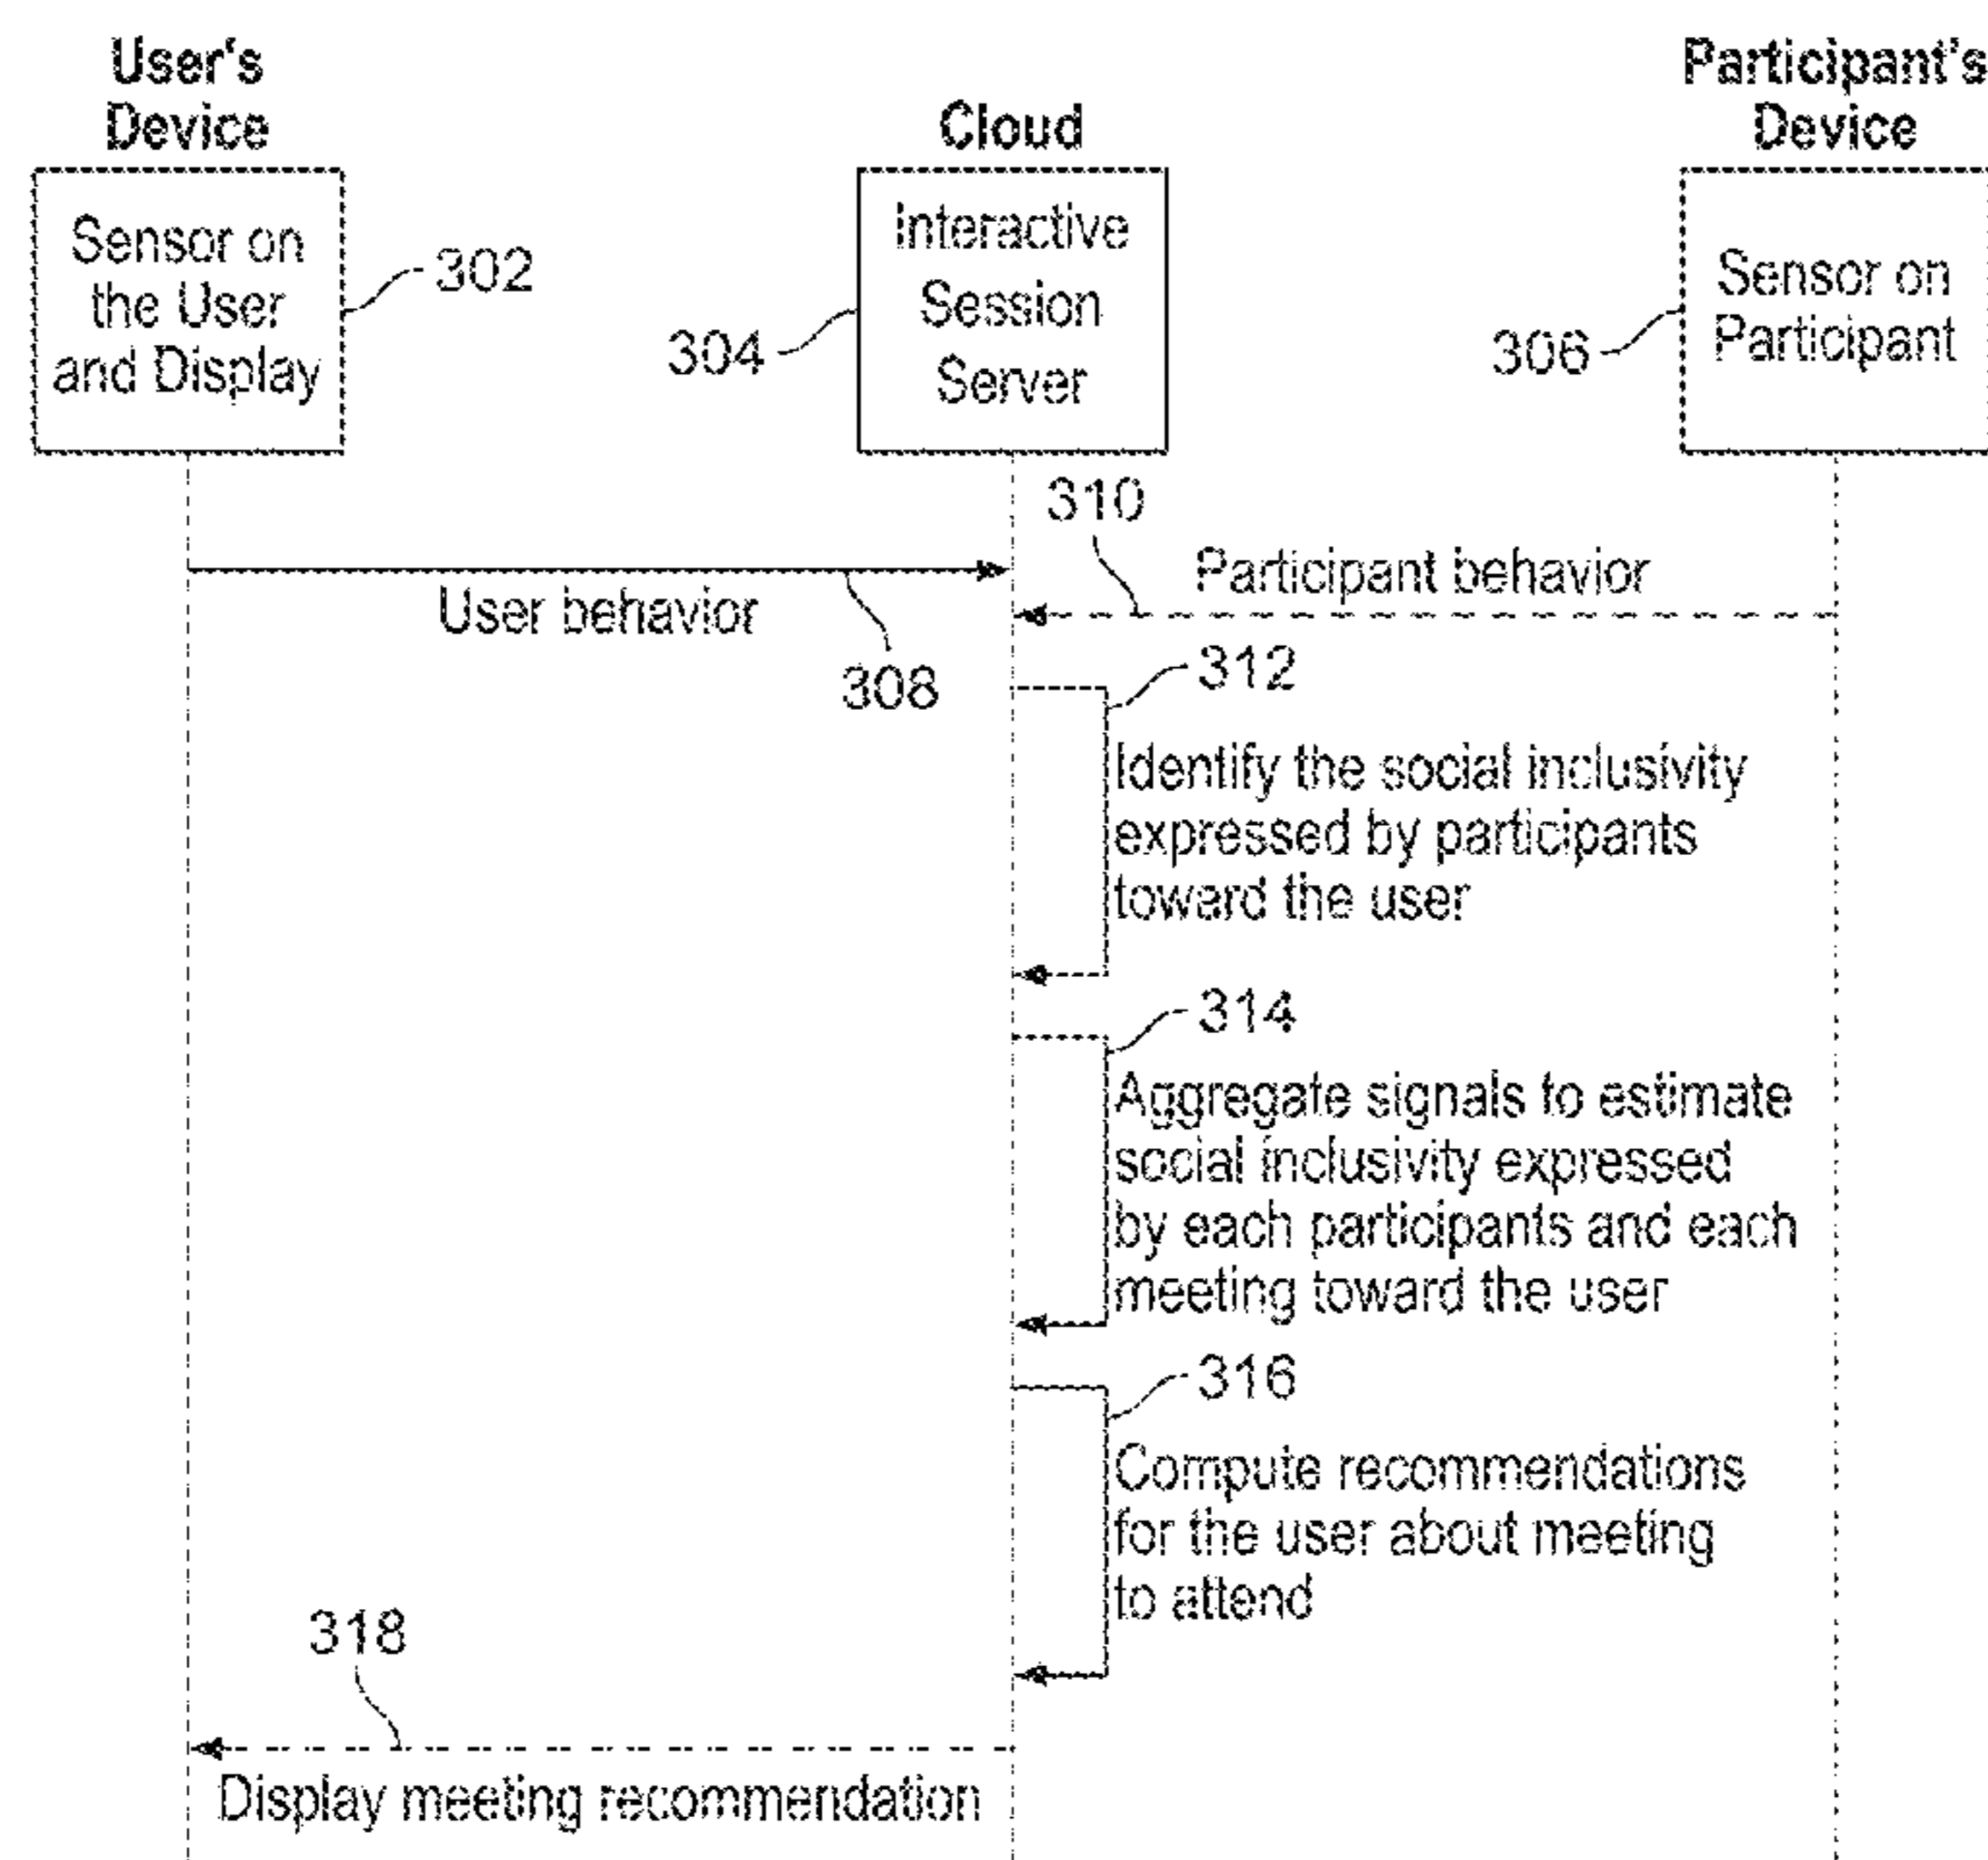 User's
Device
Cloud
Participant's
Device
Sensor on
the User
and Display
302
304
Interactive
Session
Server
306
Sensor on
Participant
310
Participant behavior
User behavior
308
312
Identify the social inclusivity
expressed by participants
toward the user
314
Aggregate signals to estimate
social inclusivity expressed
by each participants and each
meeting toward the user
316
Compute recommendations
for the user about meeting
to attend
318
Display meeting recommendation